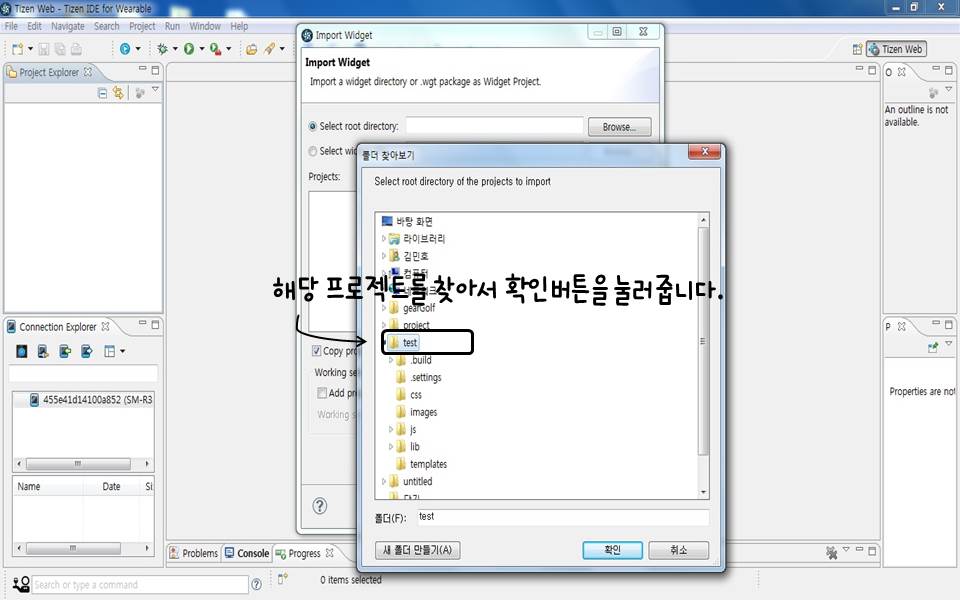 Tizen Web - Tizen IDE for Wearable
File Edit Navigate Search Project Run Window Help
Tizen Web
Project Explorer
Import Widget
Import Widget
Import a widget directory or .wgt package as Widget Project.
Select root directory:
Browse...
Select wi
Projects:
폴더 찾아보기
Select root directory of the projects to import
바탕 화면
라이브러리
김민호
컴퓨터
해당 프로젝트를 찾아서 확인버튼을 눌러줍니다.
gearGolf
project
test
.build
.settings
css
images
js
lib
templates
untitled
폴더(F): test
새 폴더 만들기(A)
확인
취소
Copy pro
Working se
Add pro
Working s
O
An outline is not
available.
P
Properties are not
Connection Explorer
455e41d14100a852 (SM-R3
Name Date Si
Problems Console Progress
Search or type a command
0 items selected